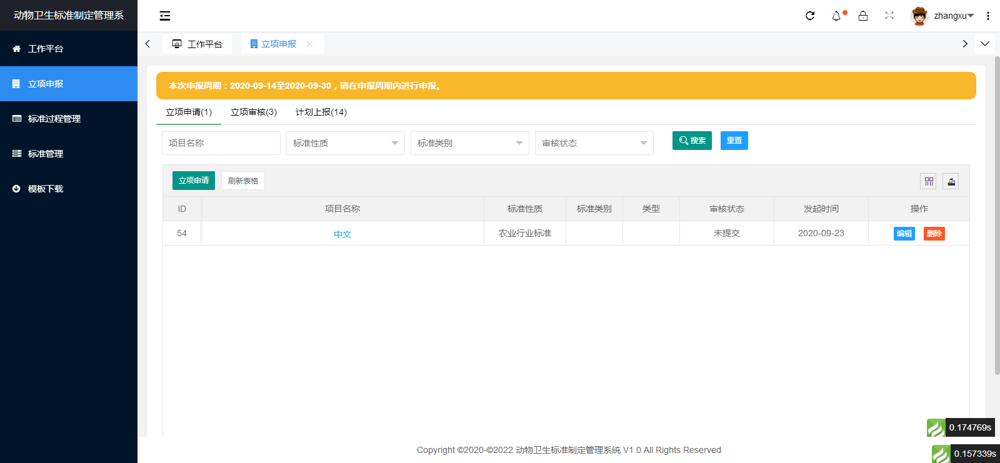 动物卫生标准制定管理系
zhangxu
工作平台
立项申报
标准过程管理
标准管理
模板下载
工作平台
立项申报
本次申报周期：2020-09-14至2020-09-30，请在申报周期内进行申报。
立项申请(1) 立项审核(3) 计划上报(14)
项目名称 标准性质 标准类别 审核状态 搜索 重置
立项申请 刷新表格
ID 项目名称 标准性质 标准类别 类型 审核状态 发起时间 操作
54 中文 农业行业标准 未提交 2020-09-23 编辑 删除
0.174769s
Copyright ©2020-©2022 动物卫生标准制定管理系统 V1.0 All Rights Reserved
0.157339s